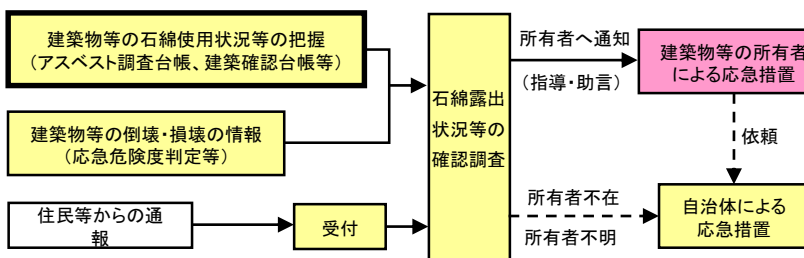 建築物等の石綿使用状況等の把握
（アスベスト調査台帳、建築確認台帳等）
建築物等の倒壊・損壊の情報
（応急危険度判定等）
住民等からの通
報
受付
石綿露出
状況等の
確認調査
所有者へ通知
（指導・助言）
建築物等の所有者
による応急措置
依頼
所有者不在
所有者不明
自治体による
応急措置